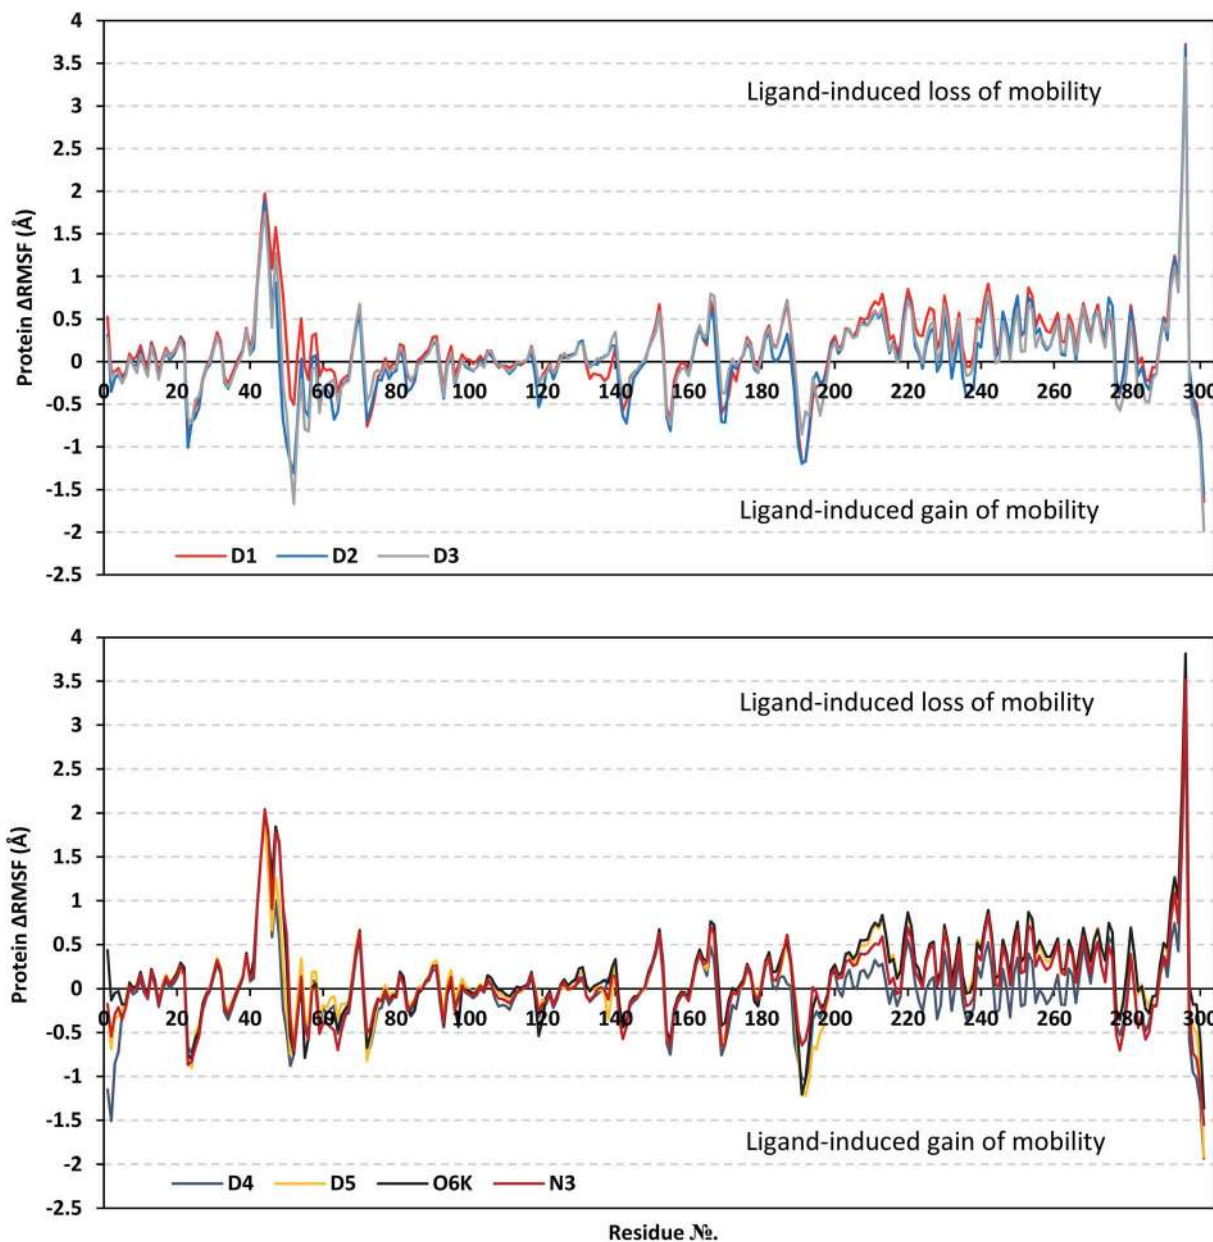 4
3.5
Ligand-induced loss of mobility
3
2.5
2
1.5
1
0.5
0
0 20 40 60 80 100 120 140 160 180 200 220 240 260 280 300
-0.5
-1
-1.5
Ligand-induced gain of mobility
-2
D1 D2 D3
-2.5
Protein ΔRMSF (Å)
4
3.5
Ligand-induced loss of mobility
3
2.5
2
1.5
1
0.5
0
0 20 40 60 80 100 120 140 160 180 200 220 240 260 280 300
-0.5
-1
-1.5
Ligand-induced gain of mobility
-2
D4 D5 O6K N3
-2.5
Protein ΔRMSF (Å)
Residue №.